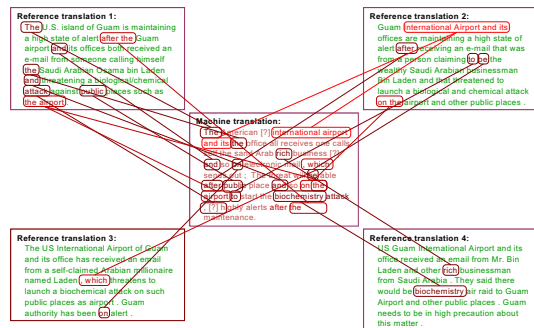 Reference translation 1:
The U.S. island of Guam is maintaining
a high state of alert after the Guam
airport and its offices both received an
e-mail from someone calling himself
the Saudi Arabian Osama bin Laden
and threatening a biological/chemical
attack against public places such as
the airport.
Reference translation 2:
Guam International Airport and its
offices are maintaining a high state of
alert after receiving an e-mail that was
from a person claiming to be the
wealthy Saudi Arabian businessman
Bin Laden and that threatened to
launch a biological and chemical attack
on the airport and other public places .
Machine translation:
The American [?] international airport
and its the office all receives one calls
self the sand Arab rich business [?]
and so on electronic mail , which
sends out ; The threat will be able
after public place and so on the
airport to start the biochemistry attack
, [?] highly alerts after the
maintenance.
Reference translation 3:
The US International Airport of Guam
and its office has received an email
from a self-claimed Arabian millionaire
named Laden , which threatens to
launch a biochemical attack on such
public places as airport . Guam
authority has been on alert .
Reference translation 4:
US Guam International Airport and its
office received an email from Mr. Bin
Laden and other rich businessman
from Saudi Arabia . They said there
would be biochemistry air raid to Guam
Airport and other public places . Guam
needs to be in high precaution about
this matter .